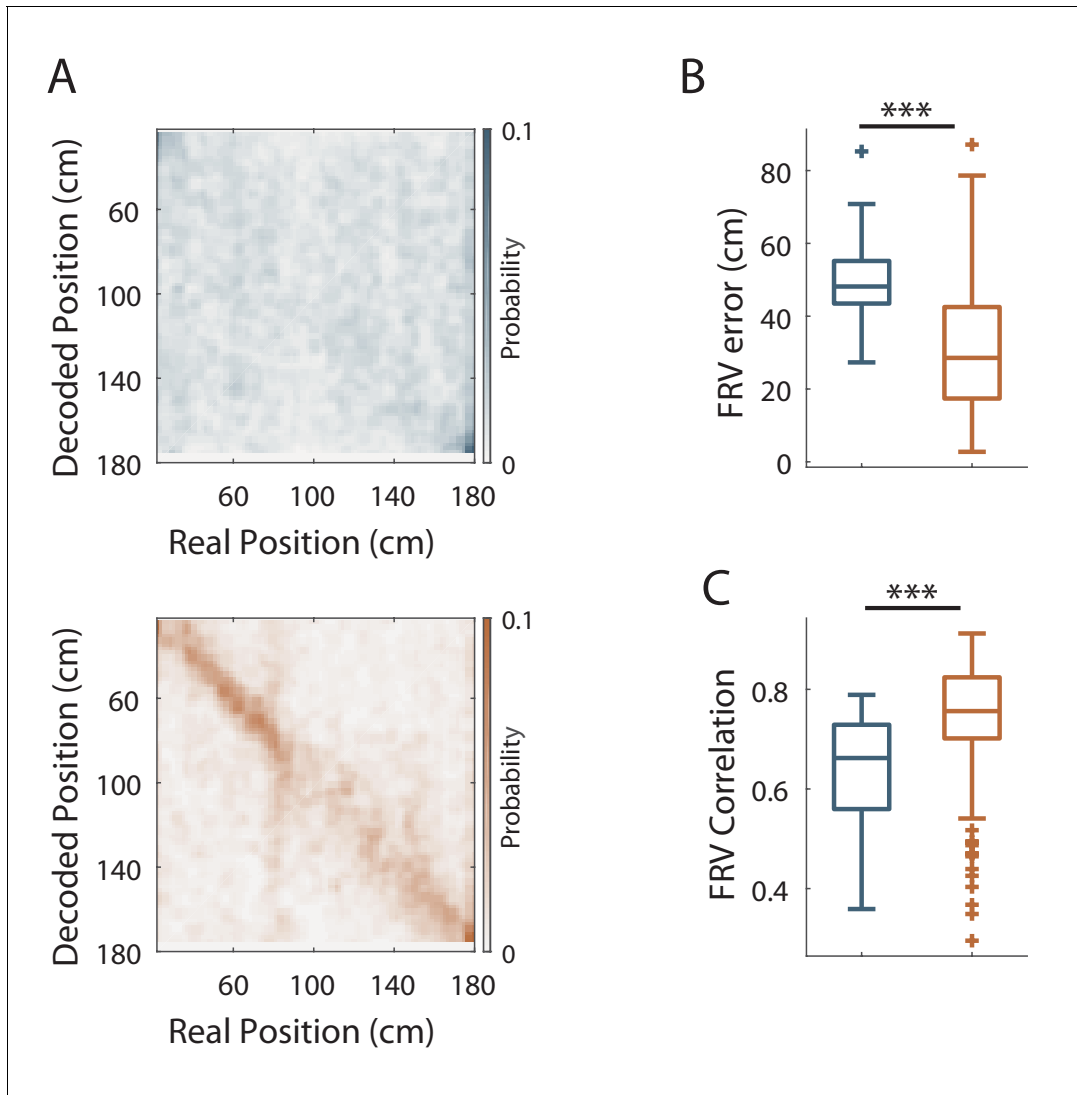 A
Decoded Position (cm)
60
100
140
180
60
100
140
180
Real Position (cm)
0.1
Probability
0
Decoded Position (cm)
60
100
140
180
60
100
140
180
Real Position (cm)
0.1
Probability
0
B
***
FRV error (cm)
80
60
40
20
0
C
***
FRV Correlation
0.8
0.6
0.4